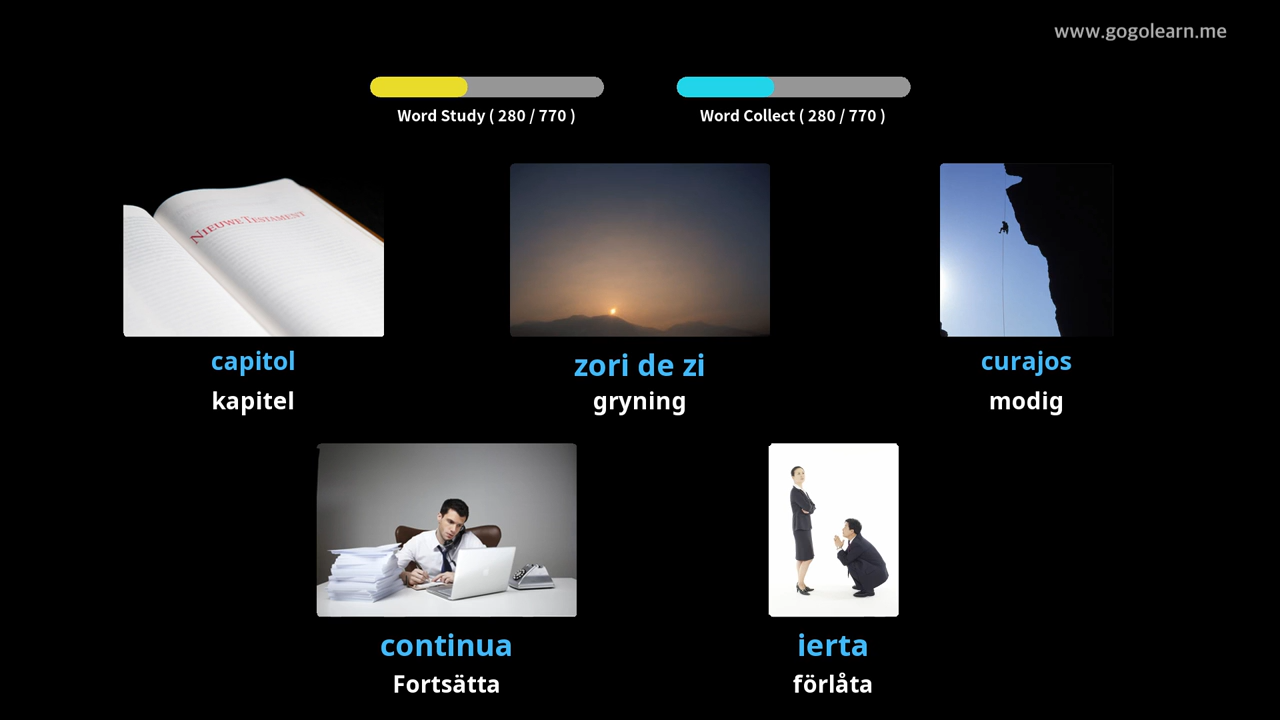 www.gogolearn.me
Word Study ( 280 / 770 )
Word Collect ( 280 / 770 )
NIEUWE TESTAMENT
capitol
kapitel
zori de zi
gryning
curajos
modig
continua
Fortsätta
ierta
förlåta